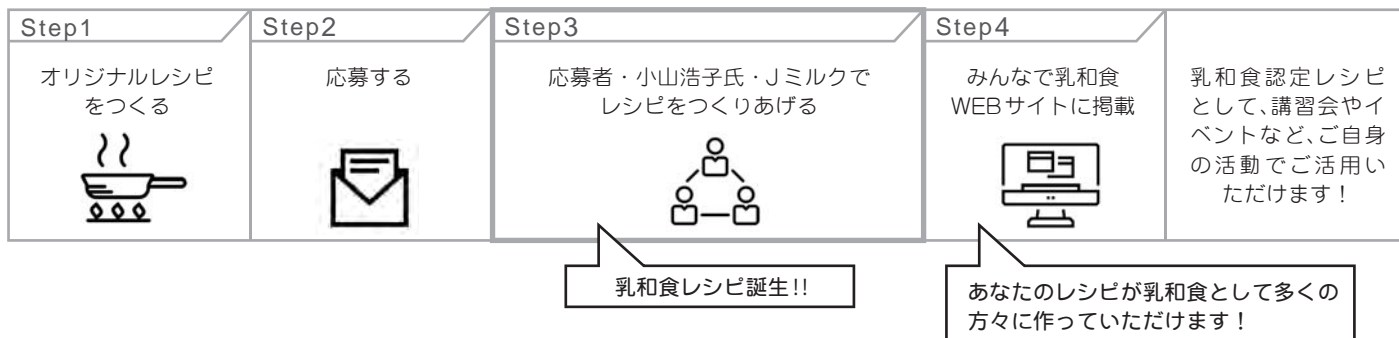 Step1
オリジナルレシピ
をつくる
Step2
応募する
Step3
応募者・小山浩子氏・Jミルクで
レシピをつくりあげる
乳和食レシピ誕生!!
Step4
みんなで乳和食
WEBサイトに掲載
あなたのレシピが乳和食として多くの
方々に作っていただけます！
乳和食認定レシピ
として、講習会やイ
ベントなど、ご自身
の活動でご活用い
ただけます！